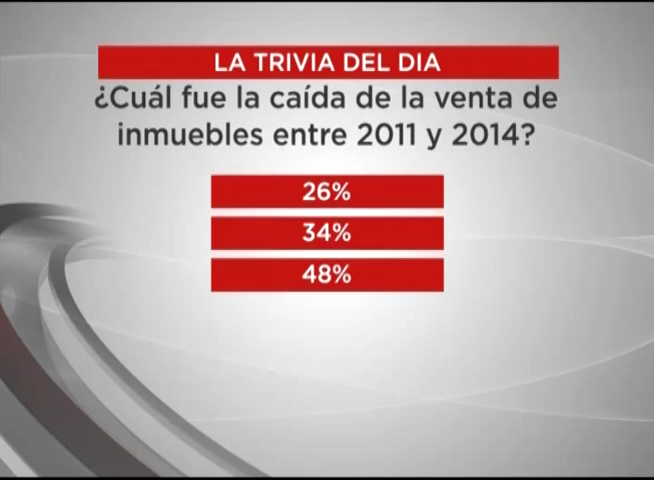 LA TRIVIA DEL DIA
¿Cuál fue la caída de la venta de
inmuebles entre 2011 y 2014?
26%
34%
48%